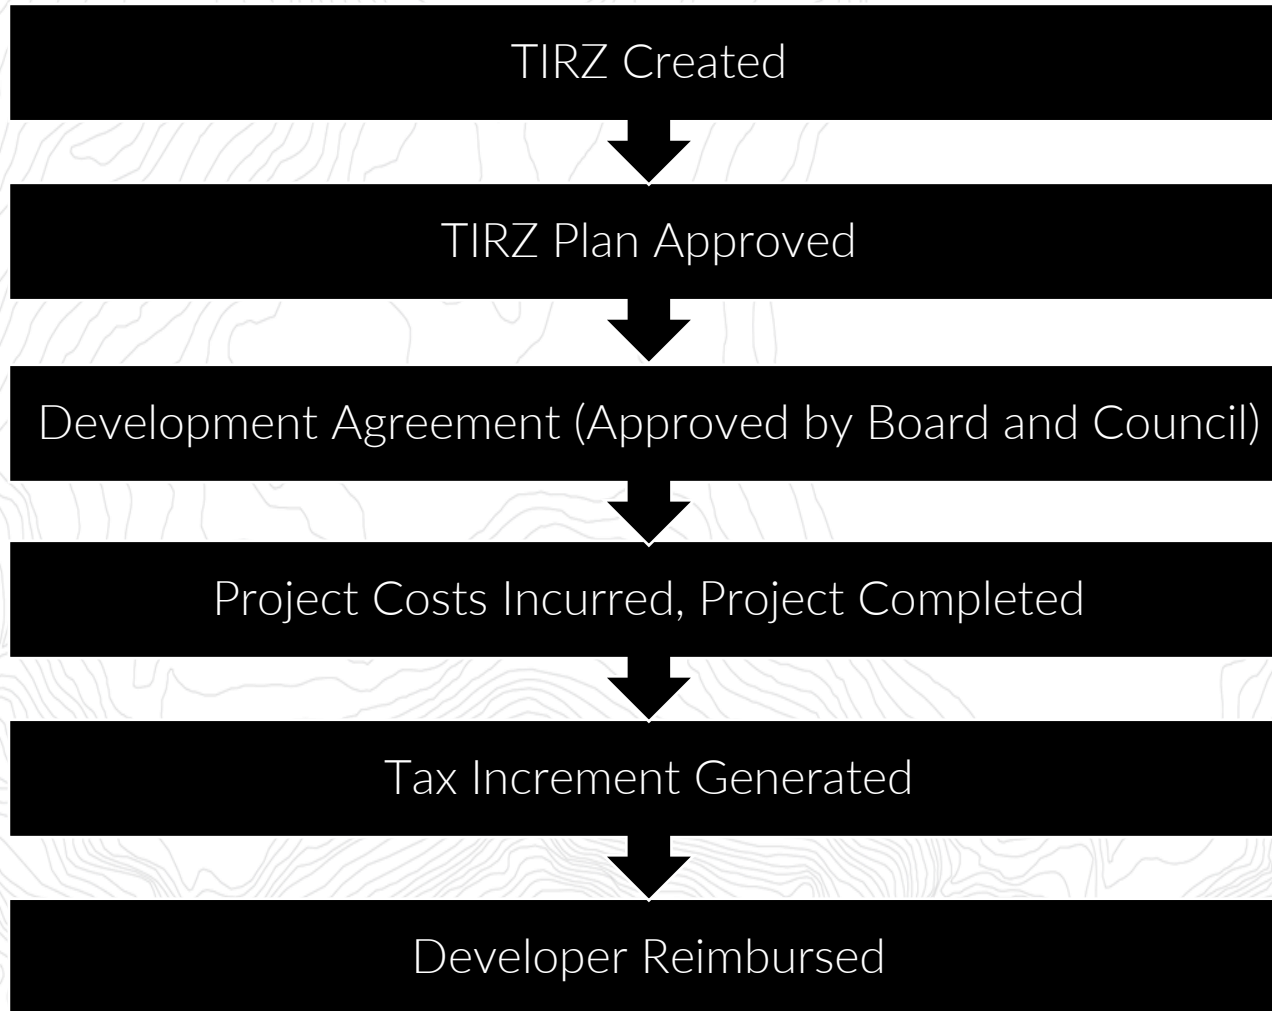 TIRZ Created
TIRZ Plan Approved
Development Agreement (Approved by Board and Council)
Project Costs Incurred, Project Completed
Tax Increment Generated
Developer Reimbursed